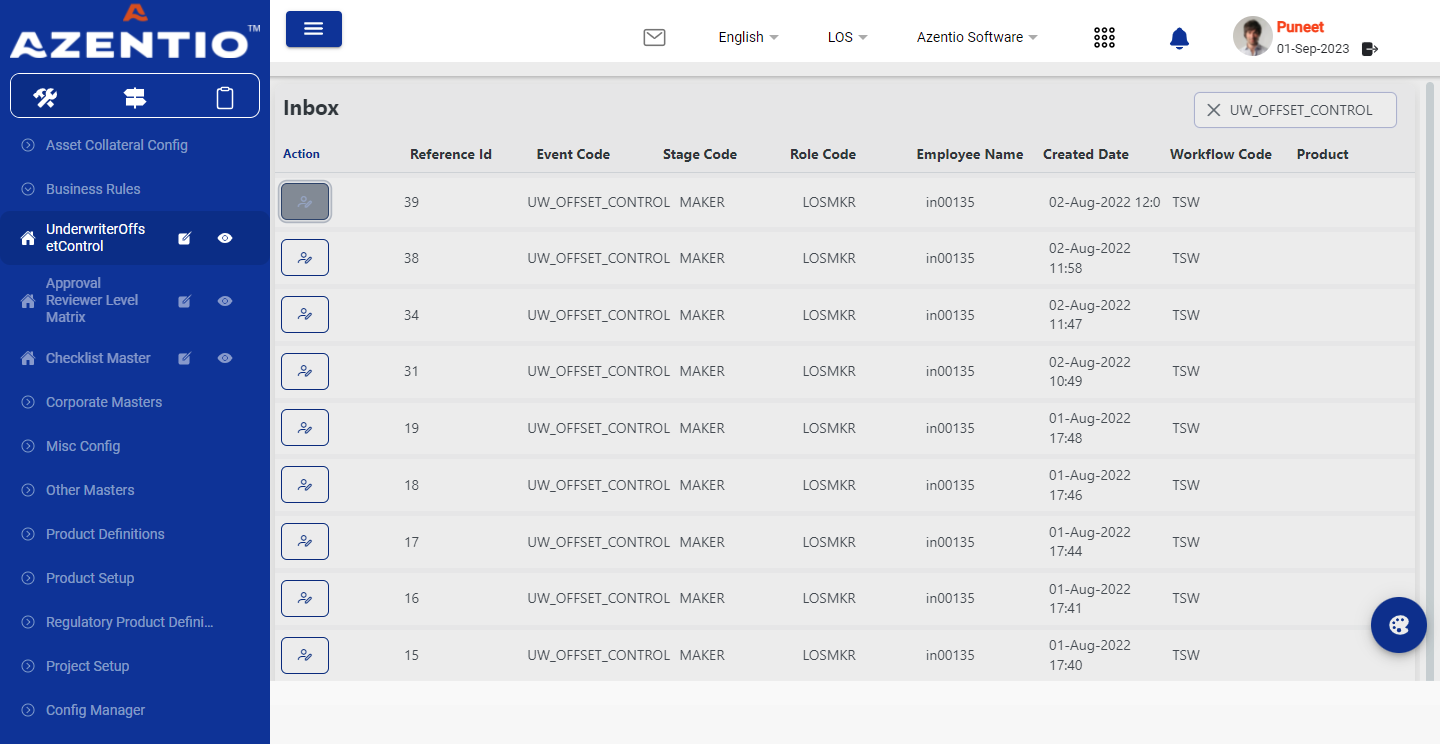 AZENTIO™
English
LOS
Azentio Software
Puneet
01-Sep-2023
Asset Collateral Config
Business Rules
UnderwriterOffs
etControl
Approval
Reviewer Level
Matrix
Checklist Master
Corporate Masters
Misc Config
Other Masters
Product Definitions
Product Setup
Regulatory Product Defini...
Project Setup
Config Manager
Inbox
UW_OFFSET_CONTROL
Action Reference Id Event Code Stage Code Role Code Employee Name Created Date Workflow Code Product
39 UW_OFFSET_CONTROL MAKER LOSMKR in00135 02-Aug-2022 12:0 TSW
38 UW_OFFSET_CONTROL MAKER LOSMKR in00135 02-Aug-2022 TSW
11:58
34 UW_OFFSET_CONTROL MAKER LOSMKR in00135 02-Aug-2022 TSW
11:47
31 UW_OFFSET_CONTROL MAKER LOSMKR in00135 02-Aug-2022 TSW
10:49
19 UW_OFFSET_CONTROL MAKER LOSMKR in00135 01-Aug-2022 TSW
17:48
18 UW_OFFSET_CONTROL MAKER LOSMKR in00135 01-Aug-2022 TSW
17:46
17 UW_OFFSET_CONTROL MAKER LOSMKR in00135 01-Aug-2022 TSW
17:44
16 UW_OFFSET_CONTROL MAKER LOSMKR in00135 01-Aug-2022 TSW
17:41
15 UW_OFFSET_CONTROL MAKER LOSMKR in00135 01-Aug-2022 TSW
17:40